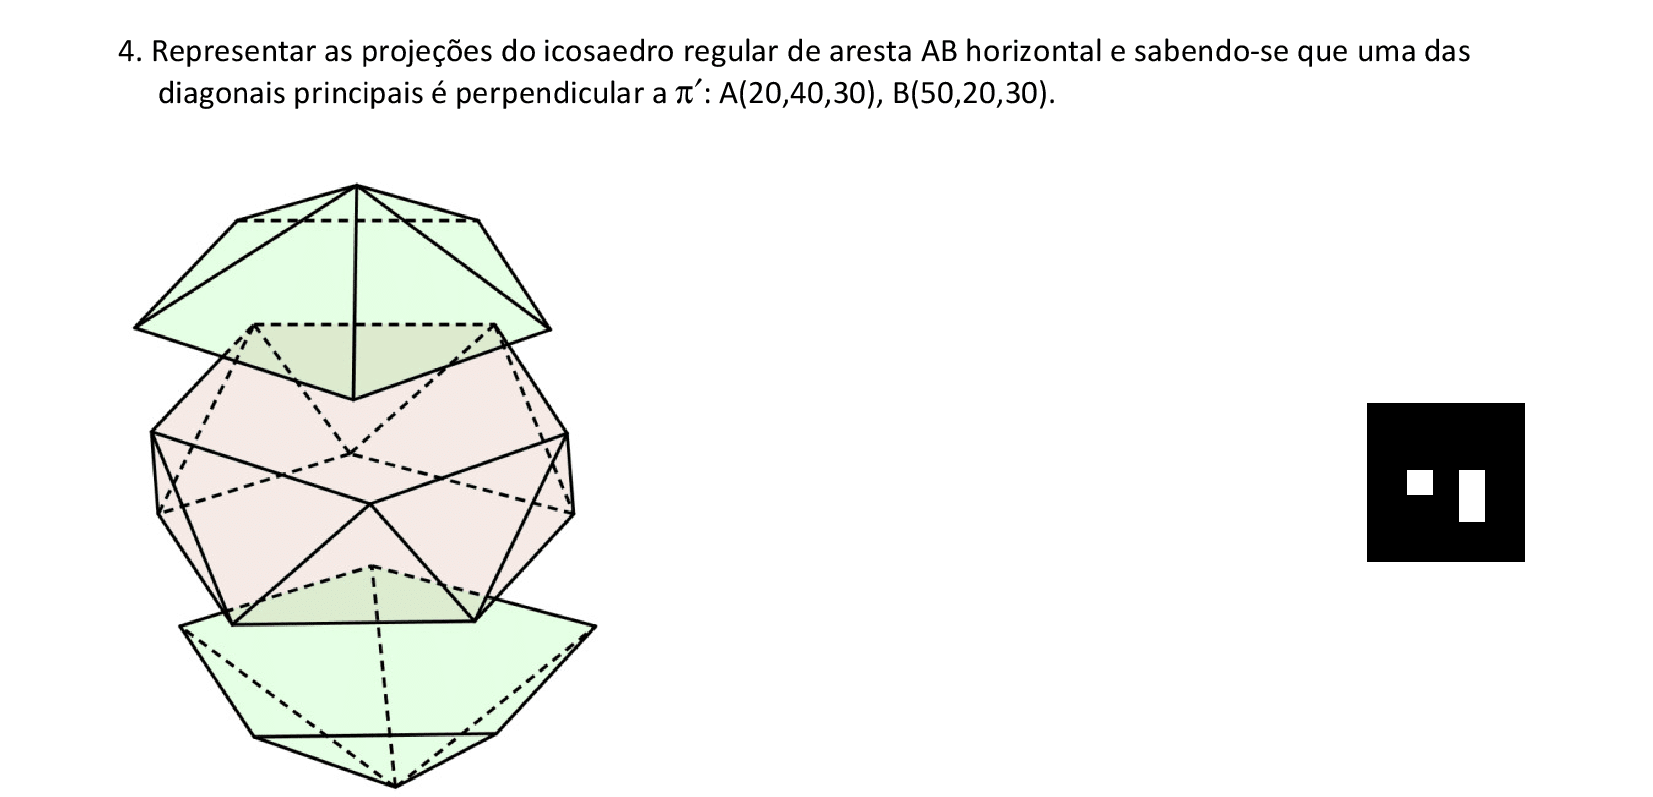 4. Representar as projeções do icosaedro regular de aresta AB horizontal e sabendo-se que uma das
diagonais principais é perpendicular a π′: A(20,40,30), B(50,20,30).